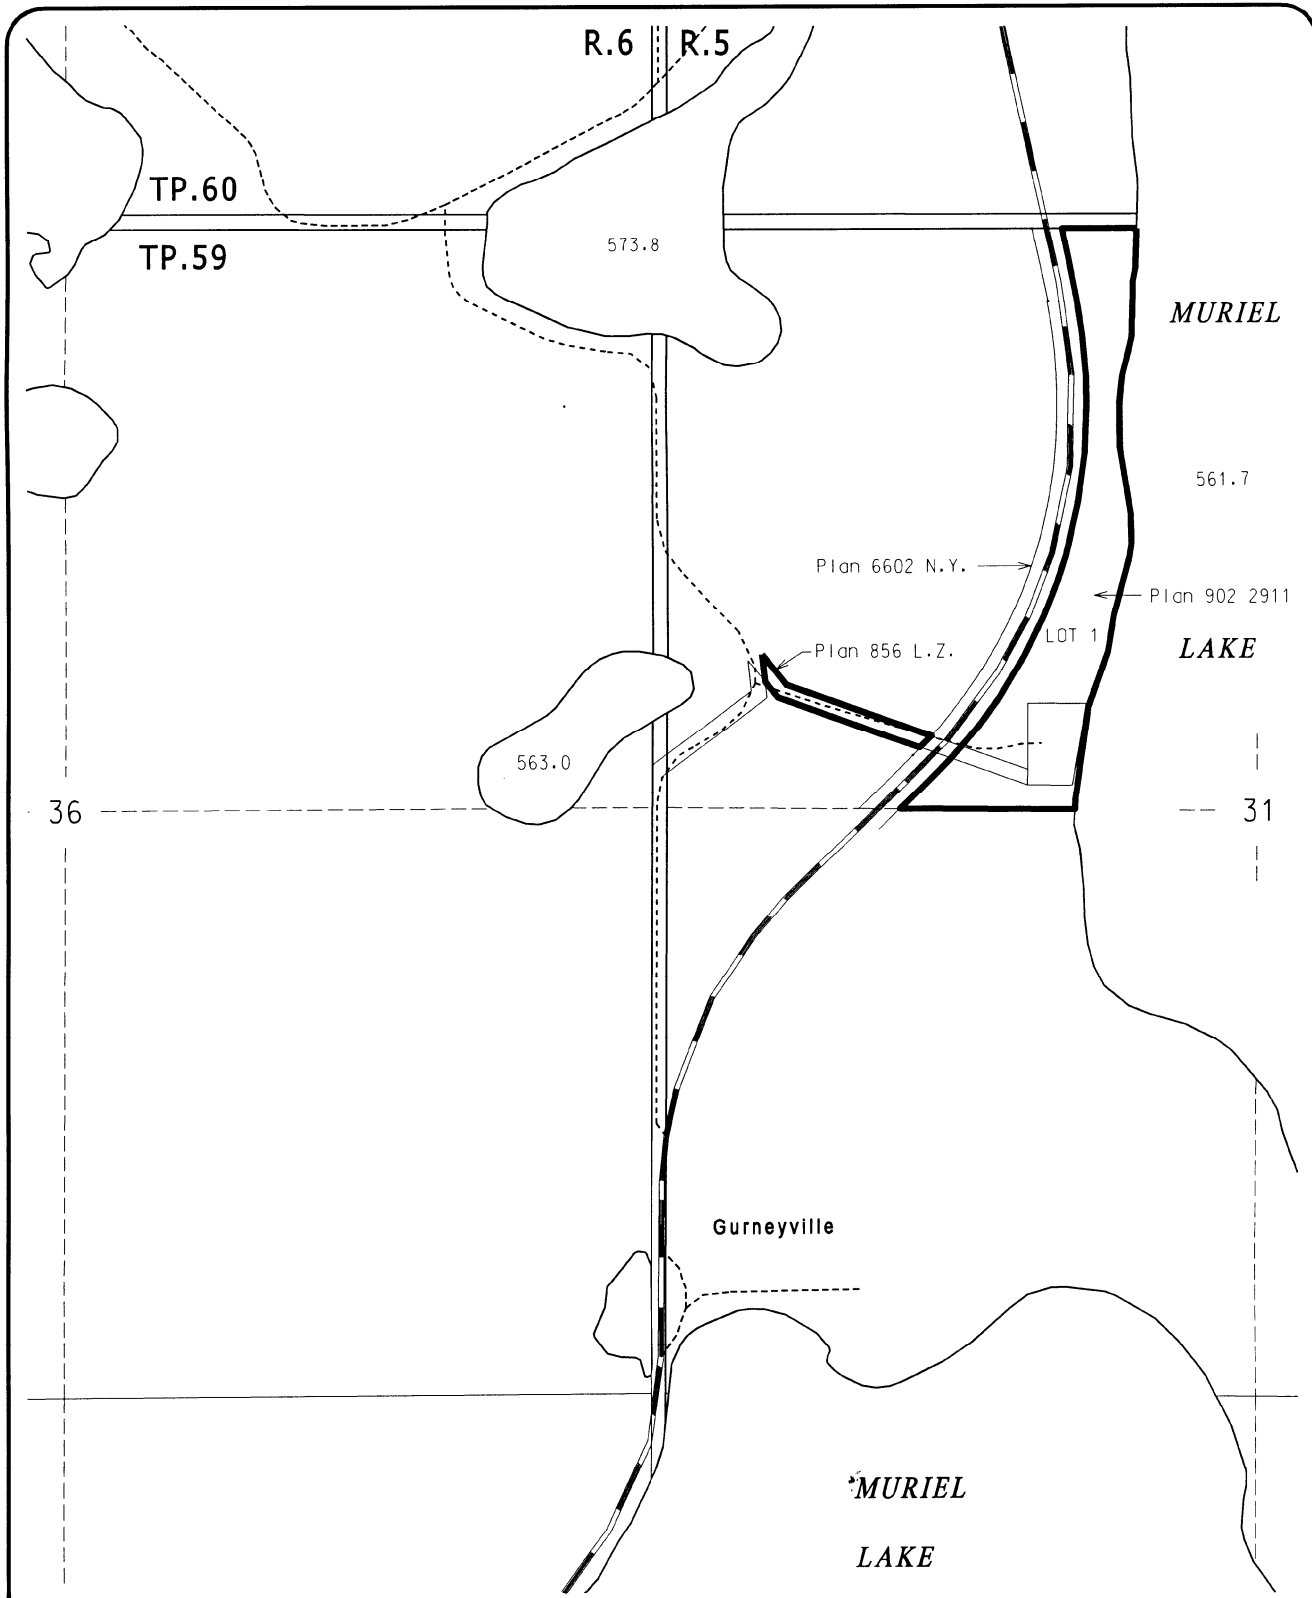 R.6 R.5
TP.60
TP.59
573.8
MURIEL
561.7
Plan 6602 N.Y.
Plan 902 2911
LOT 1
LAKE
Plan 856 L.Z.
563.0
36
31
Gurneyville
MURIEL
LAKE